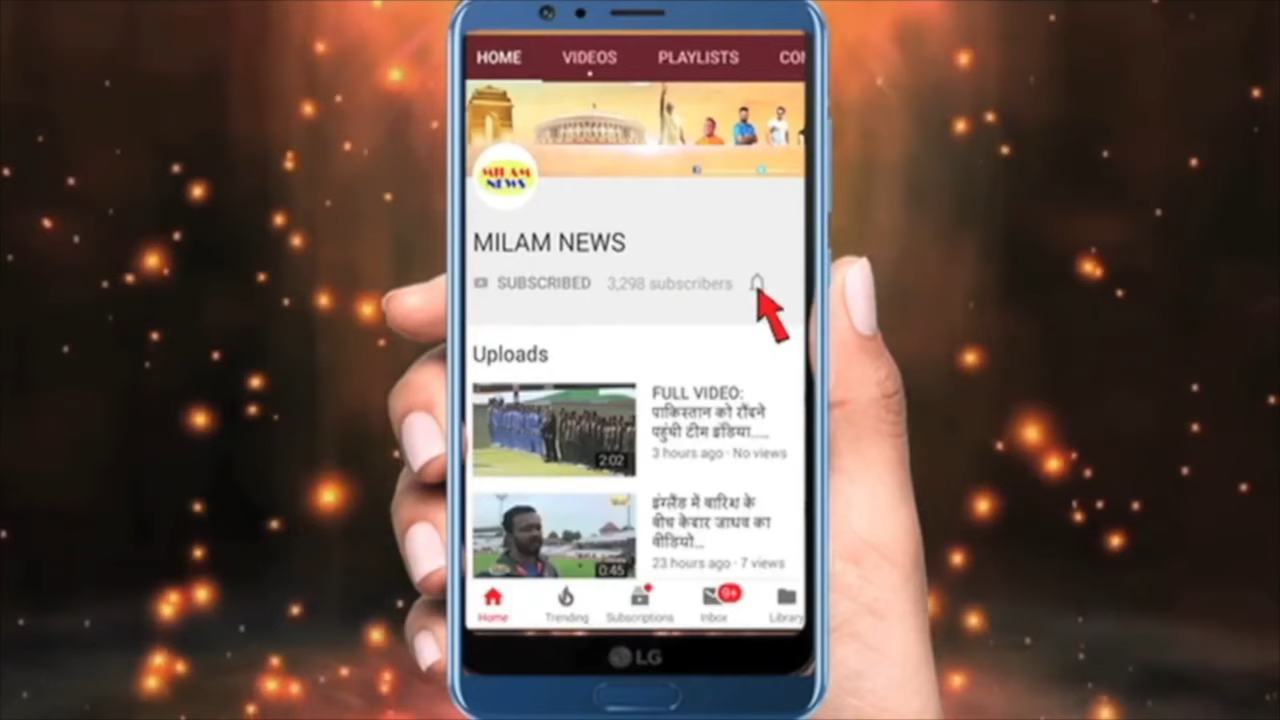 HOME VIDEOS PLAYLISTS CON
MILAM
NEWS
MILAM NEWS
SUBSCRIBED 3,298 subscribers
Uploads
FULL VIDEO:
पाकिस्तान को रौंदने
पहुंची टीम इंडिया.....
3 hours ago · No views
2:02
इंग्लैंड में बारिश के
बीच केदार जाधव का
वीडियो...
23 hours ago · 7 views
0:45
9+
Home Trending Subscriptions Inbox Library
LG